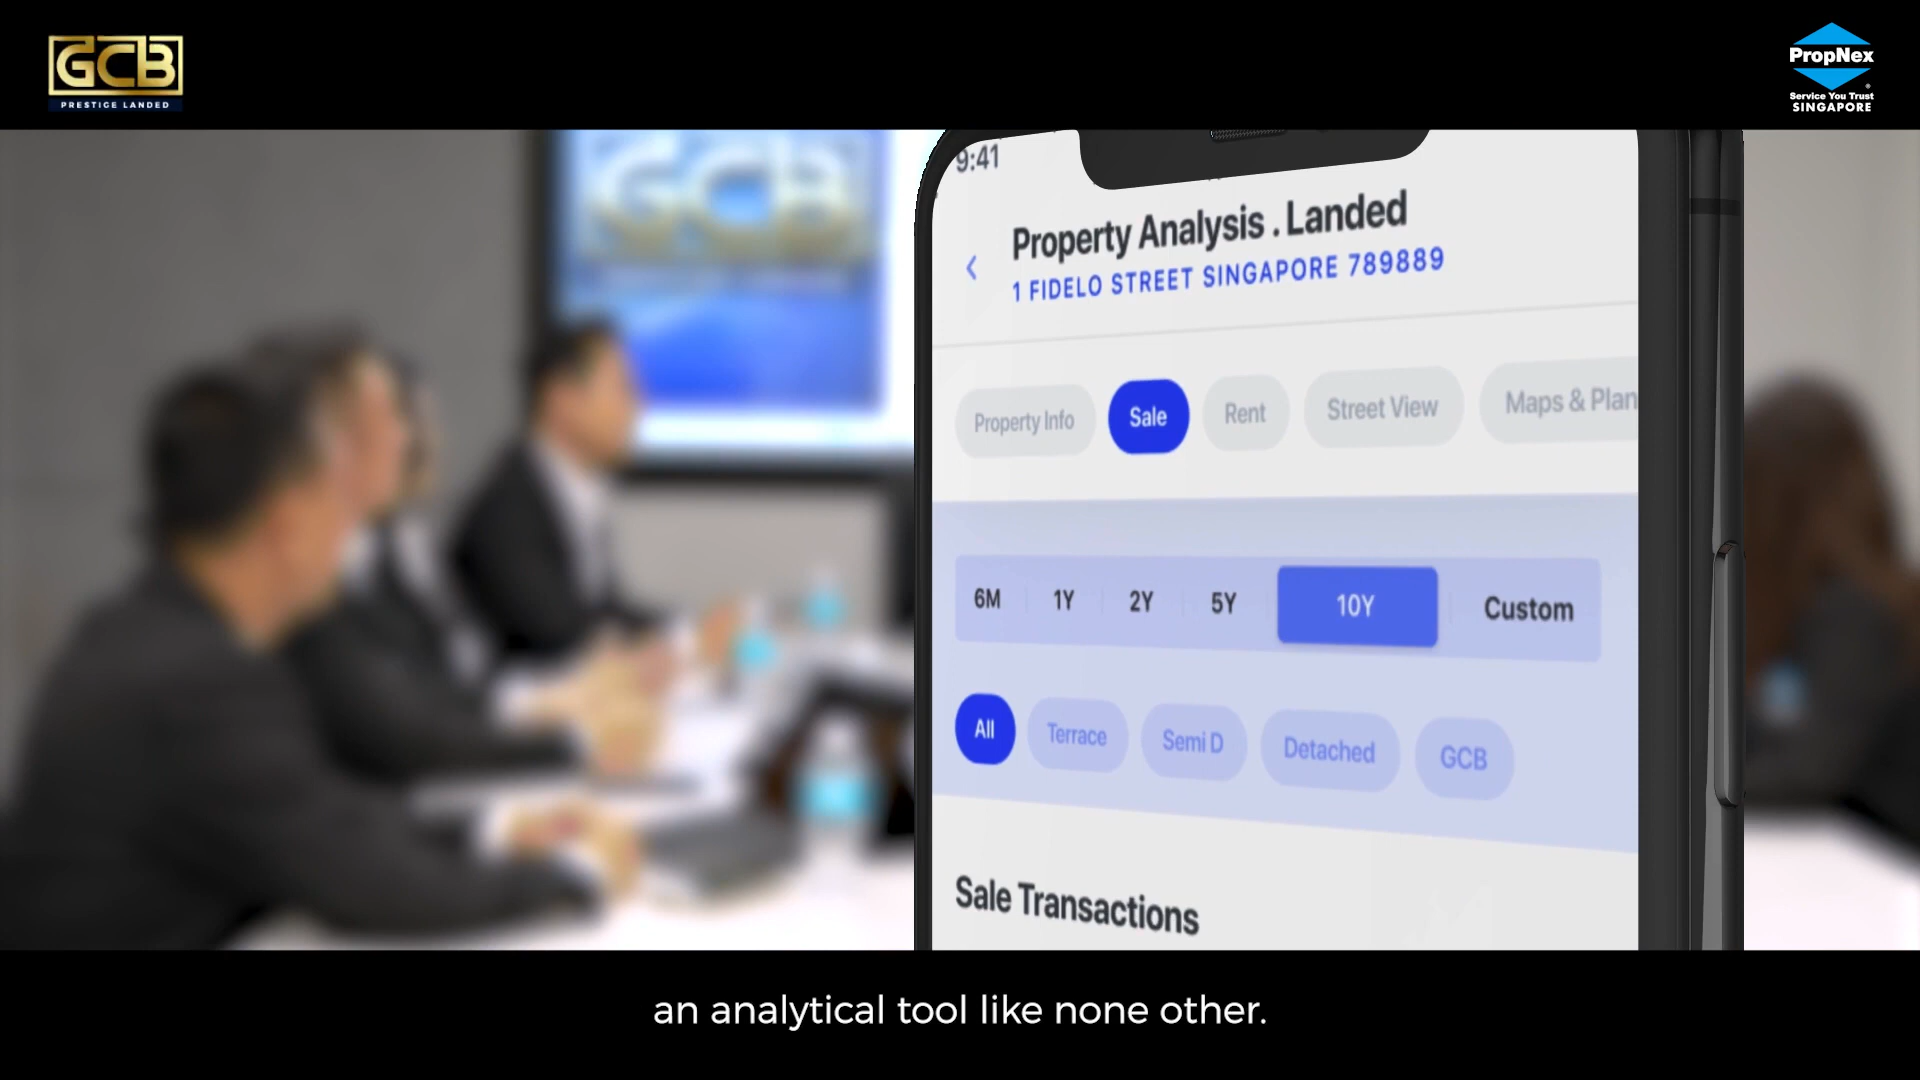 GCB
PRESTIGE LANDED
PropNex
Service You Trust
SINGAPORE
GCB
9:41
Property Analysis . Landed
1 FIDELO STREET SINGAPORE 789889
Property Info
Sale
Rent
Street View
Maps & Plan
6M
1Y
2Y
5Y
10Y
Custom
All
Terrace
Semi D
Detached
GCB
Sale Transactions
an analytical tool like none other.